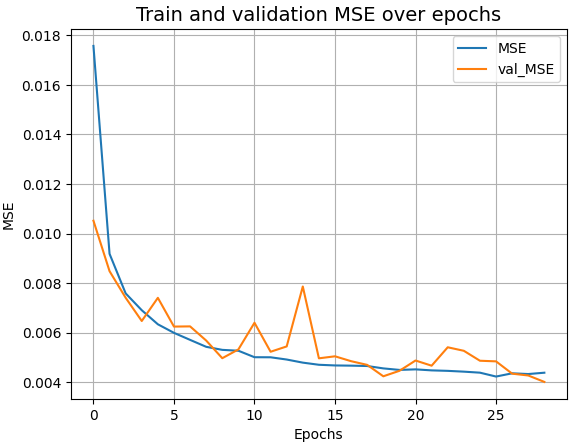 Train and validation MSE over epochs
MSE
val_MSE
0.018
0.016
0.014
0.012
0.010
0.008
0.006
0.004
MSE
0 5 10 15 20 25
Epochs